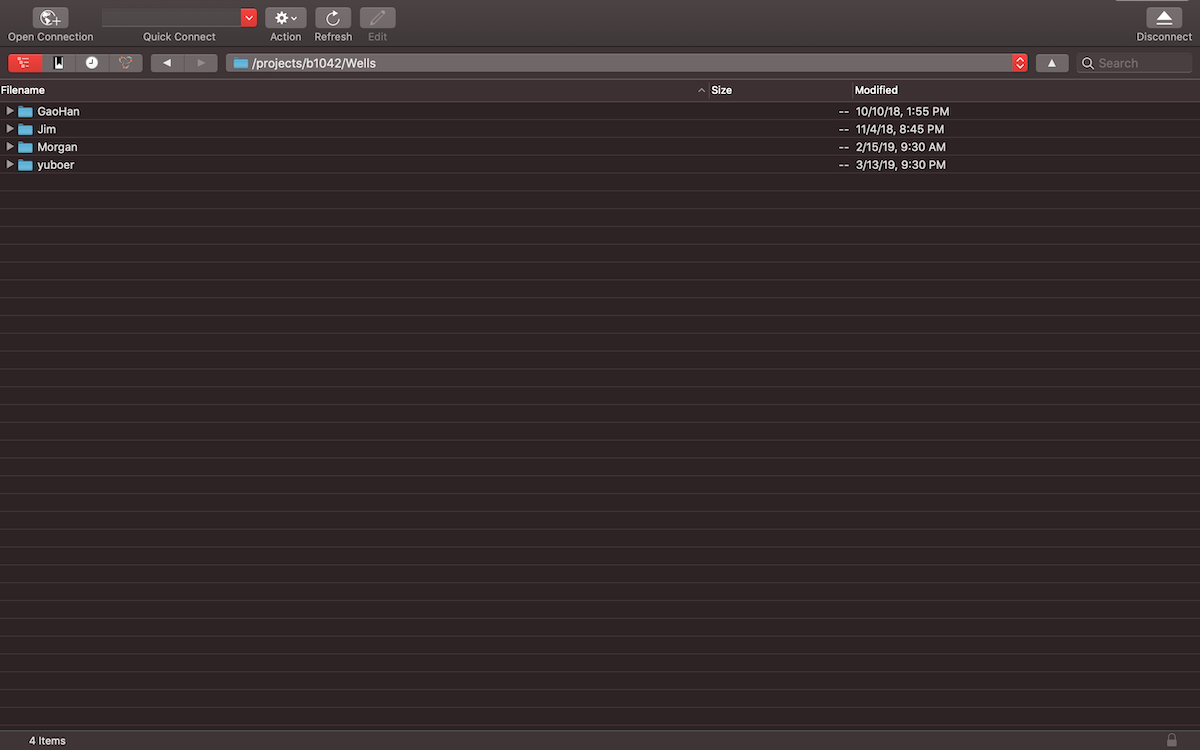 Open Connection Quick Connect Action Refresh Edit Disconnect
/projects/b1042/Wells Search
Filename Size Modified
GaoHan -- 10/10/18, 1:55 PM
Jim -- 11/4/18, 8:45 PM
Morgan -- 2/15/19, 9:30 AM
yuboer -- 3/13/19, 9:30 PM
4 Items